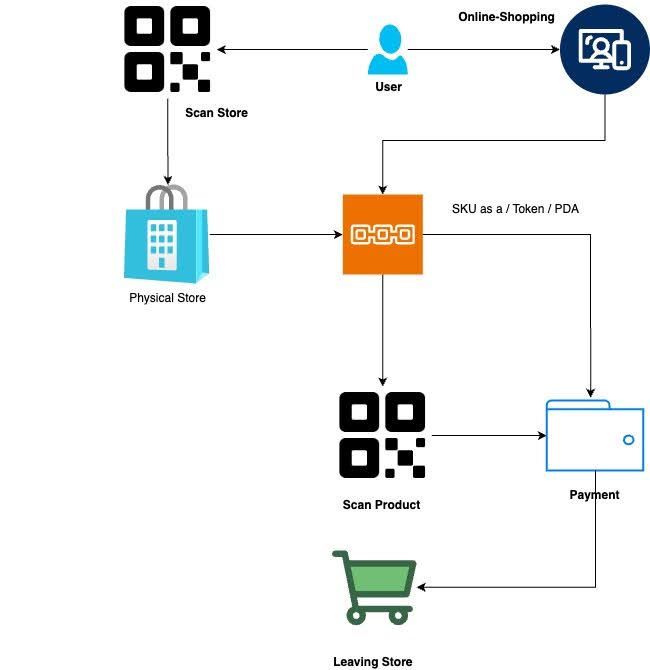 Online-Shopping
User
Scan Store
SKU as a / Token / PDA
Physical Store
Payment
Scan Product
Leaving Store